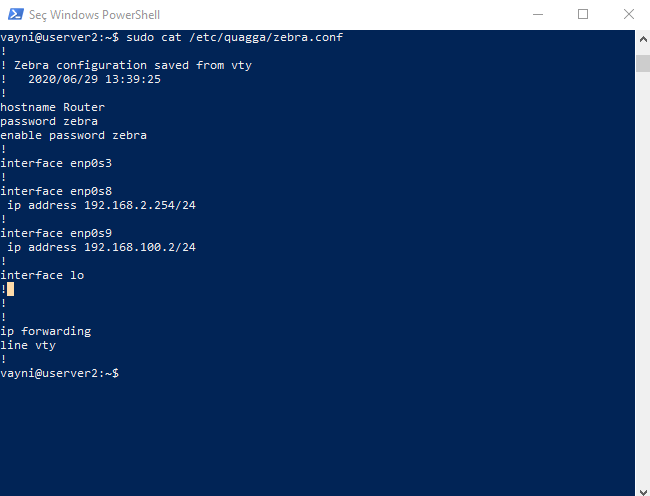 Seç Windows PowerShell
vayni@userver2:~$ sudo cat /etc/quagga/zebra.conf
!
! Zebra configuration saved from vty
!   2020/06/29 13:39:25
!
hostname Router
password zebra
enable password zebra
!
interface enp0s3
!
interface enp0s8
 ip address 192.168.2.254/24
!
interface enp0s9
 ip address 192.168.100.2/24
!
interface lo
!
!
!
ip forwarding
line vty
!
vayni@userver2:~$